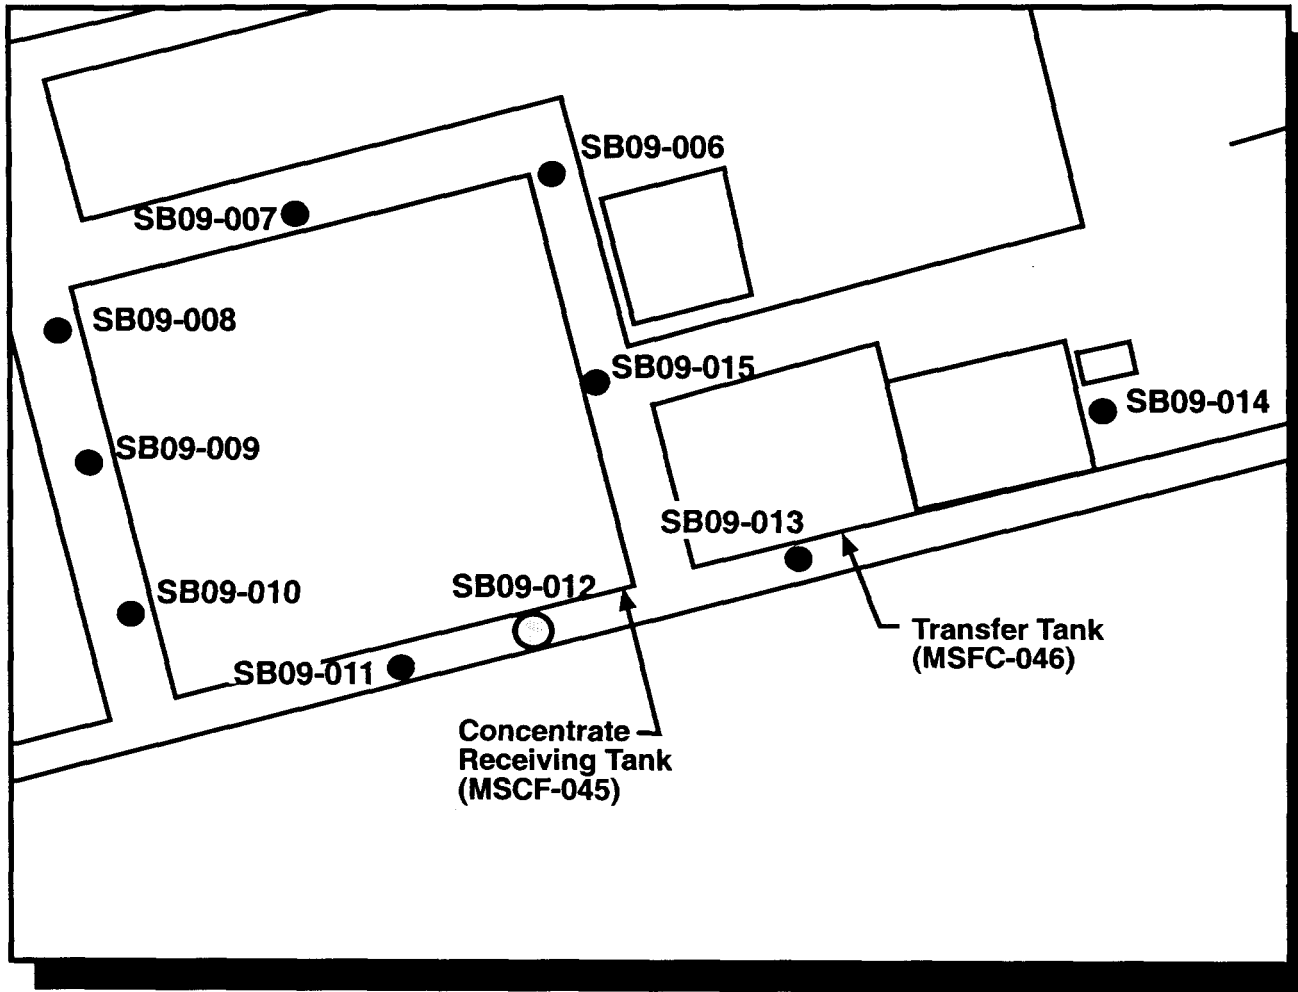 SB09-006
SB09-007
SB09-008
SB09-015
SB09-014
SB09-009
SB09-013
SB09-012
SB09-010
Transfer Tank
(MSFC-046)
SB09-011
Concentrate
Receiving Tank
(MSCF-045)